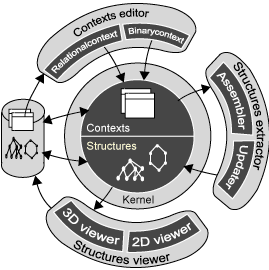 Contexts editor
Relationalcontext
Binarycontext
Structures extractor
Assembler
Updater
Contexts
Structures
Kernel
3D viewer
2D viewer
Structures viewer